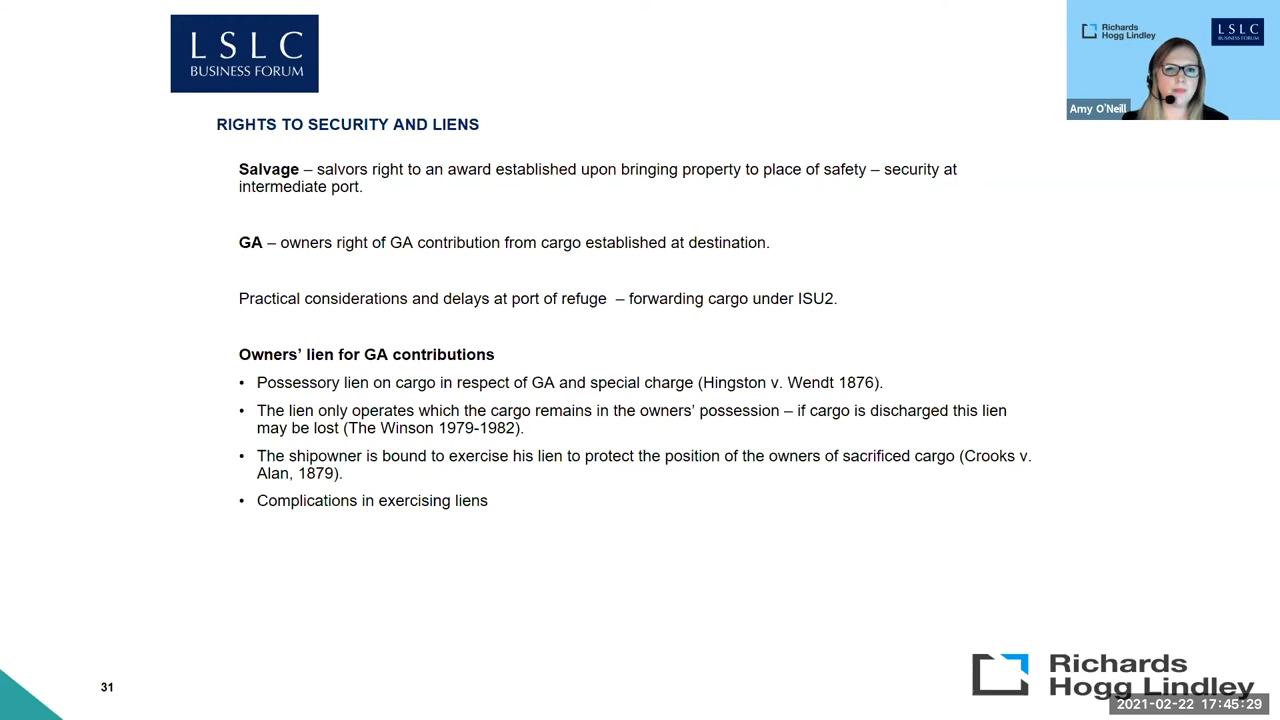 LSLC
BUSINESS FORUM
Richards
Hogg Lindley
LSLC
BUSINESS FORUM
Amy O'Neill
RIGHTS TO SECURITY AND LIENS
Salvage – salvors right to an award established upon bringing property to place of safety – security at
intermediate port.
GA – owners right of GA contribution from cargo established at destination.
Practical considerations and delays at port of refuge – forwarding cargo under ISU2.
Owners’ lien for GA contributions
• Possessory lien on cargo in respect of GA and special charge (Hingston v. Wendt 1876).
• The lien only operates which the cargo remains in the owners’ possession – if cargo is discharged this lien
may be lost (The Winson 1979-1982).
• The shipowner is bound to exercise his lien to protect the position of the owners of sacrificed cargo (Crooks v.
Alan, 1879).
• Complications in exercising liens
31
Richards
Hogg Lindley
2021-02-22 17:45:29